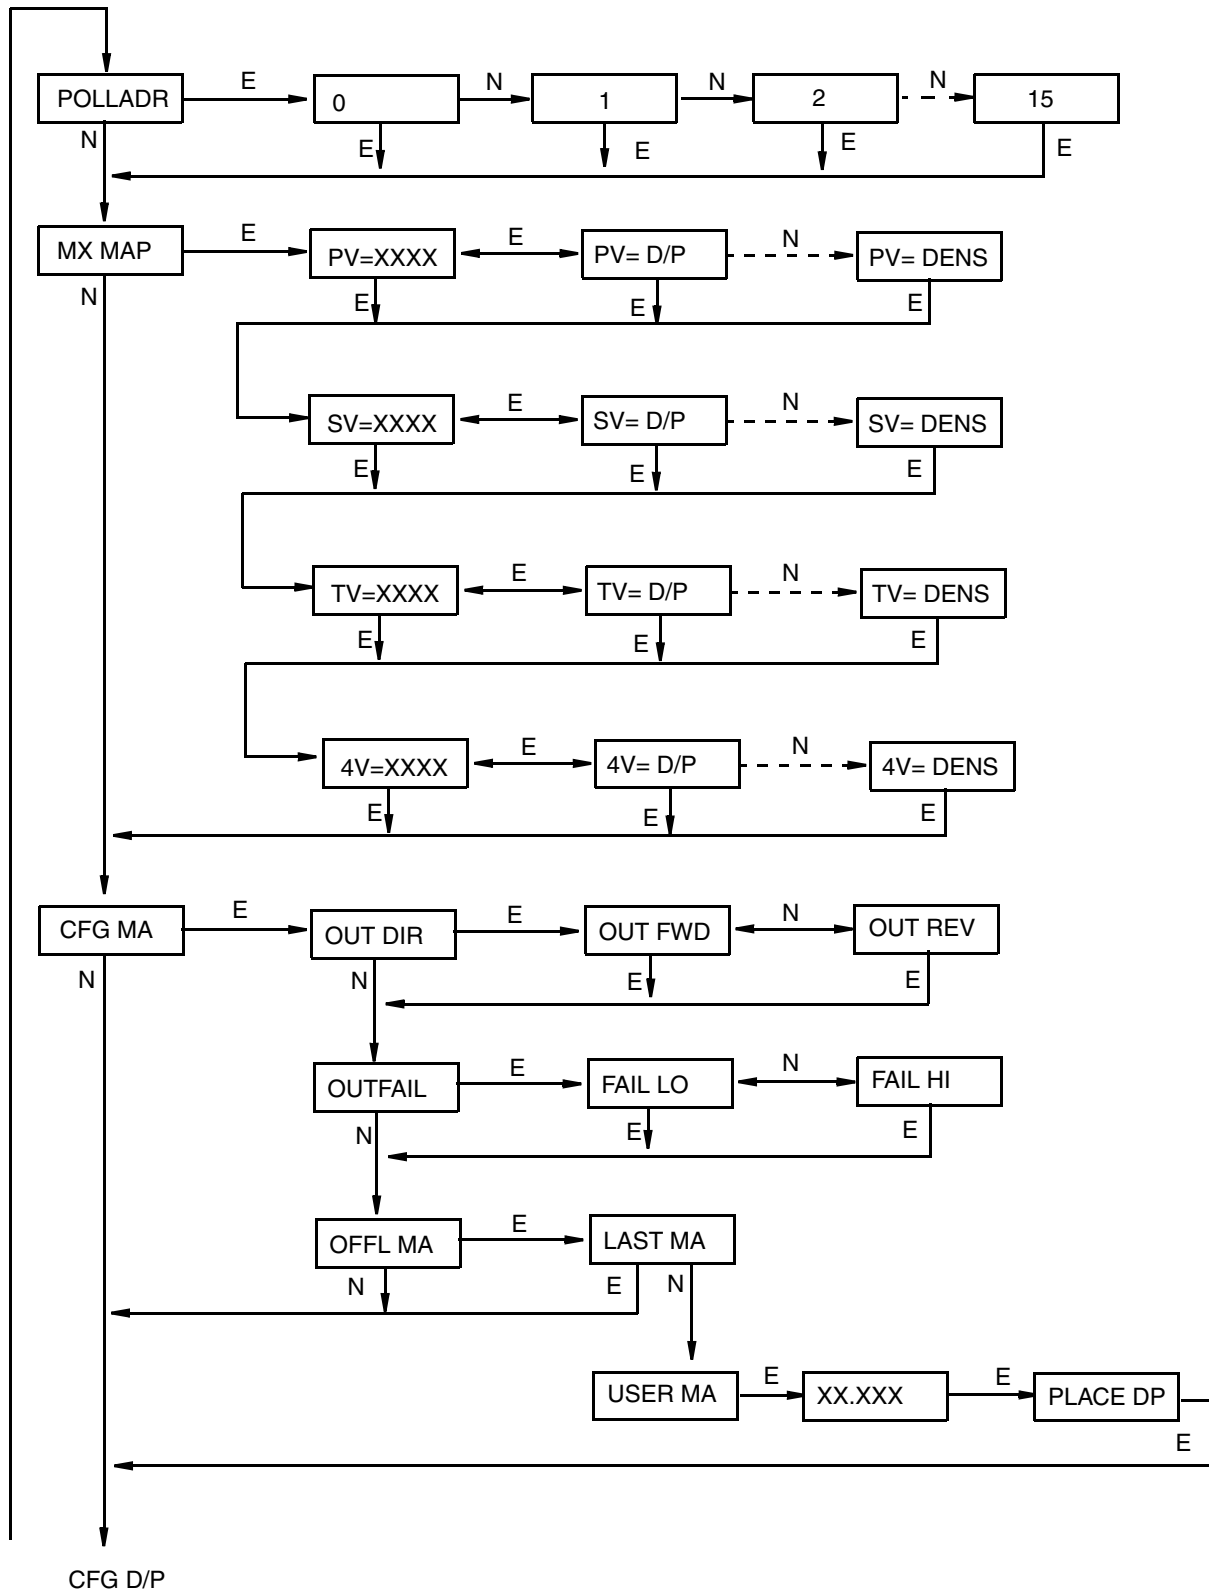 E N N N
POLLADR 0 1 2 15
N E E E E
E E N
MX MAP PV=XXXX PV= D/P PV= DENS
N E E E
E N
SV=XXXX SV= D/P SV= DENS
E E E
E N
TV=XXXX TV= D/P TV= DENS
E E E
E N
4V=XXXX 4V= D/P 4V= DENS
E E E
E E N
CFG MA OUT DIR OUT FWD OUT REV
N N E E
E N
OUTFAIL FAIL LO FAIL HI
N E E
E
OFFL MA LAST MA
N E N
E E
USER MA XX.XXX PLACE DP
E
CFG D/P